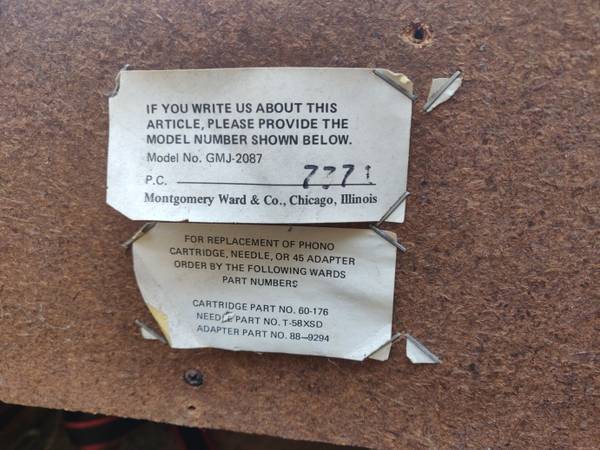 IF YOU WRITE US ABOUT THIS
ARTICLE, PLEASE PROVIDE THE
MODEL NUMBER SHOWN BELOW.
Model No. GMJ-2087
P.C.
Montgomery Ward & Co., Chicago, Illinois
FOR REPLACEMENT OF PHONO
CARTRIDGE, NEEDLE, OR 45 ADAPTER
ORDER BY THE FOLLOWING WARDS
PART NUMBERS
CARTRIDGE PART NO. 60-176
NEEDLE PART NO. T-58XSD
ADAPTER PART NO. 88-9294